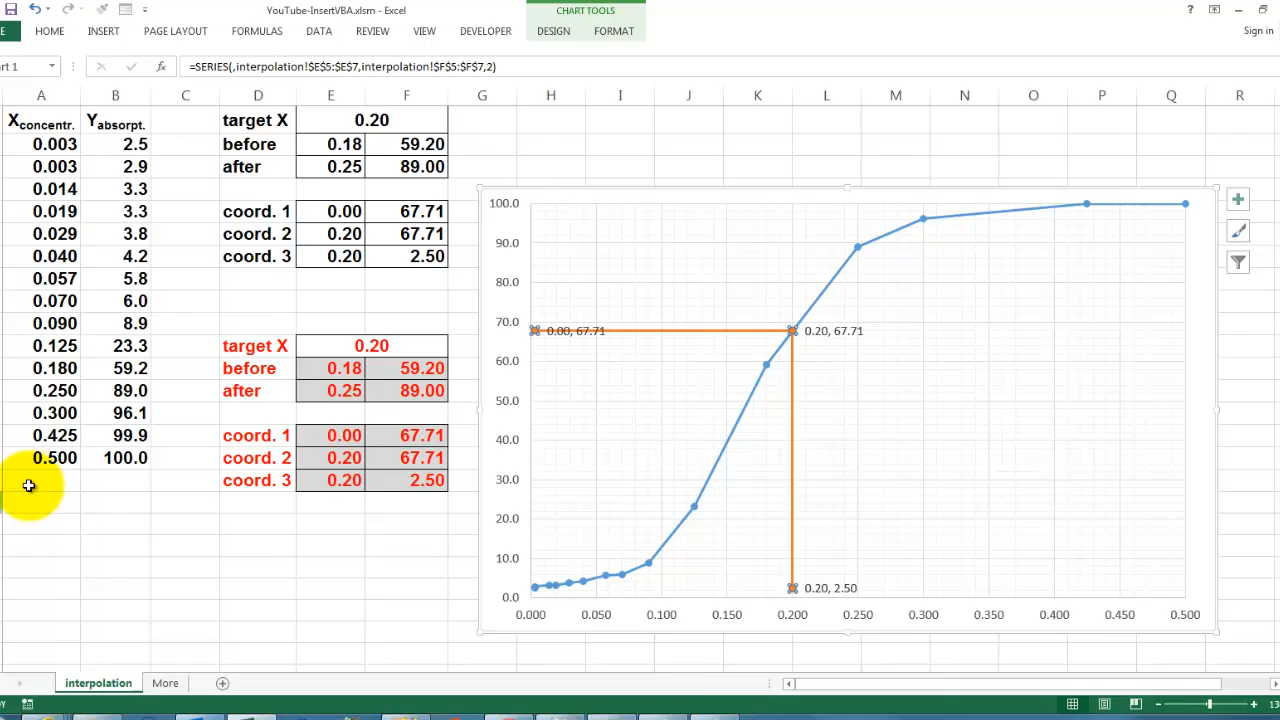 YouTube-InsertVBA.xlsm - Excel
CHART TOOLS
?
HOME INSERT PAGE LAYOUT FORMULAS DATA REVIEW VIEW DEVELOPER DESIGN FORMAT Sign in
rt 1 fx =SERIES(,interpolation!$E$5:$E$7,interpolation!$F$5:$F$7,2)
A B C D E F G H I J K L M N O P Q R
Xconcentr. Yabsorpt. target X 0.20
0.003 2.5 before 0.18 59.20
0.003 2.9 after 0.25 89.00
0.014 3.3
0.019 3.3 coord. 1 0.00 67.71
0.029 3.8 coord. 2 0.20 67.71
0.040 4.2 coord. 3 0.20 2.50
0.057 5.8
0.070 6.0
0.090 8.9
0.125 23.3 target X 0.20
0.180 59.2 before 0.18 59.20
0.250 89.0 after 0.25 89.00
0.300 96.1
0.425 99.9 coord. 1 0.00 67.71
0.500 100.0 coord. 2 0.20 67.71
coord. 3 0.20 2.50
100.0
90.0
80.0
70.0
0.00, 67.71 0.20, 67.71
60.0
50.0
40.0
30.0
20.0
10.0
0.20, 2.50
0.0
0.000 0.050 0.100 0.150 0.200 0.250 0.300 0.350 0.400 0.450 0.500
interpolation More